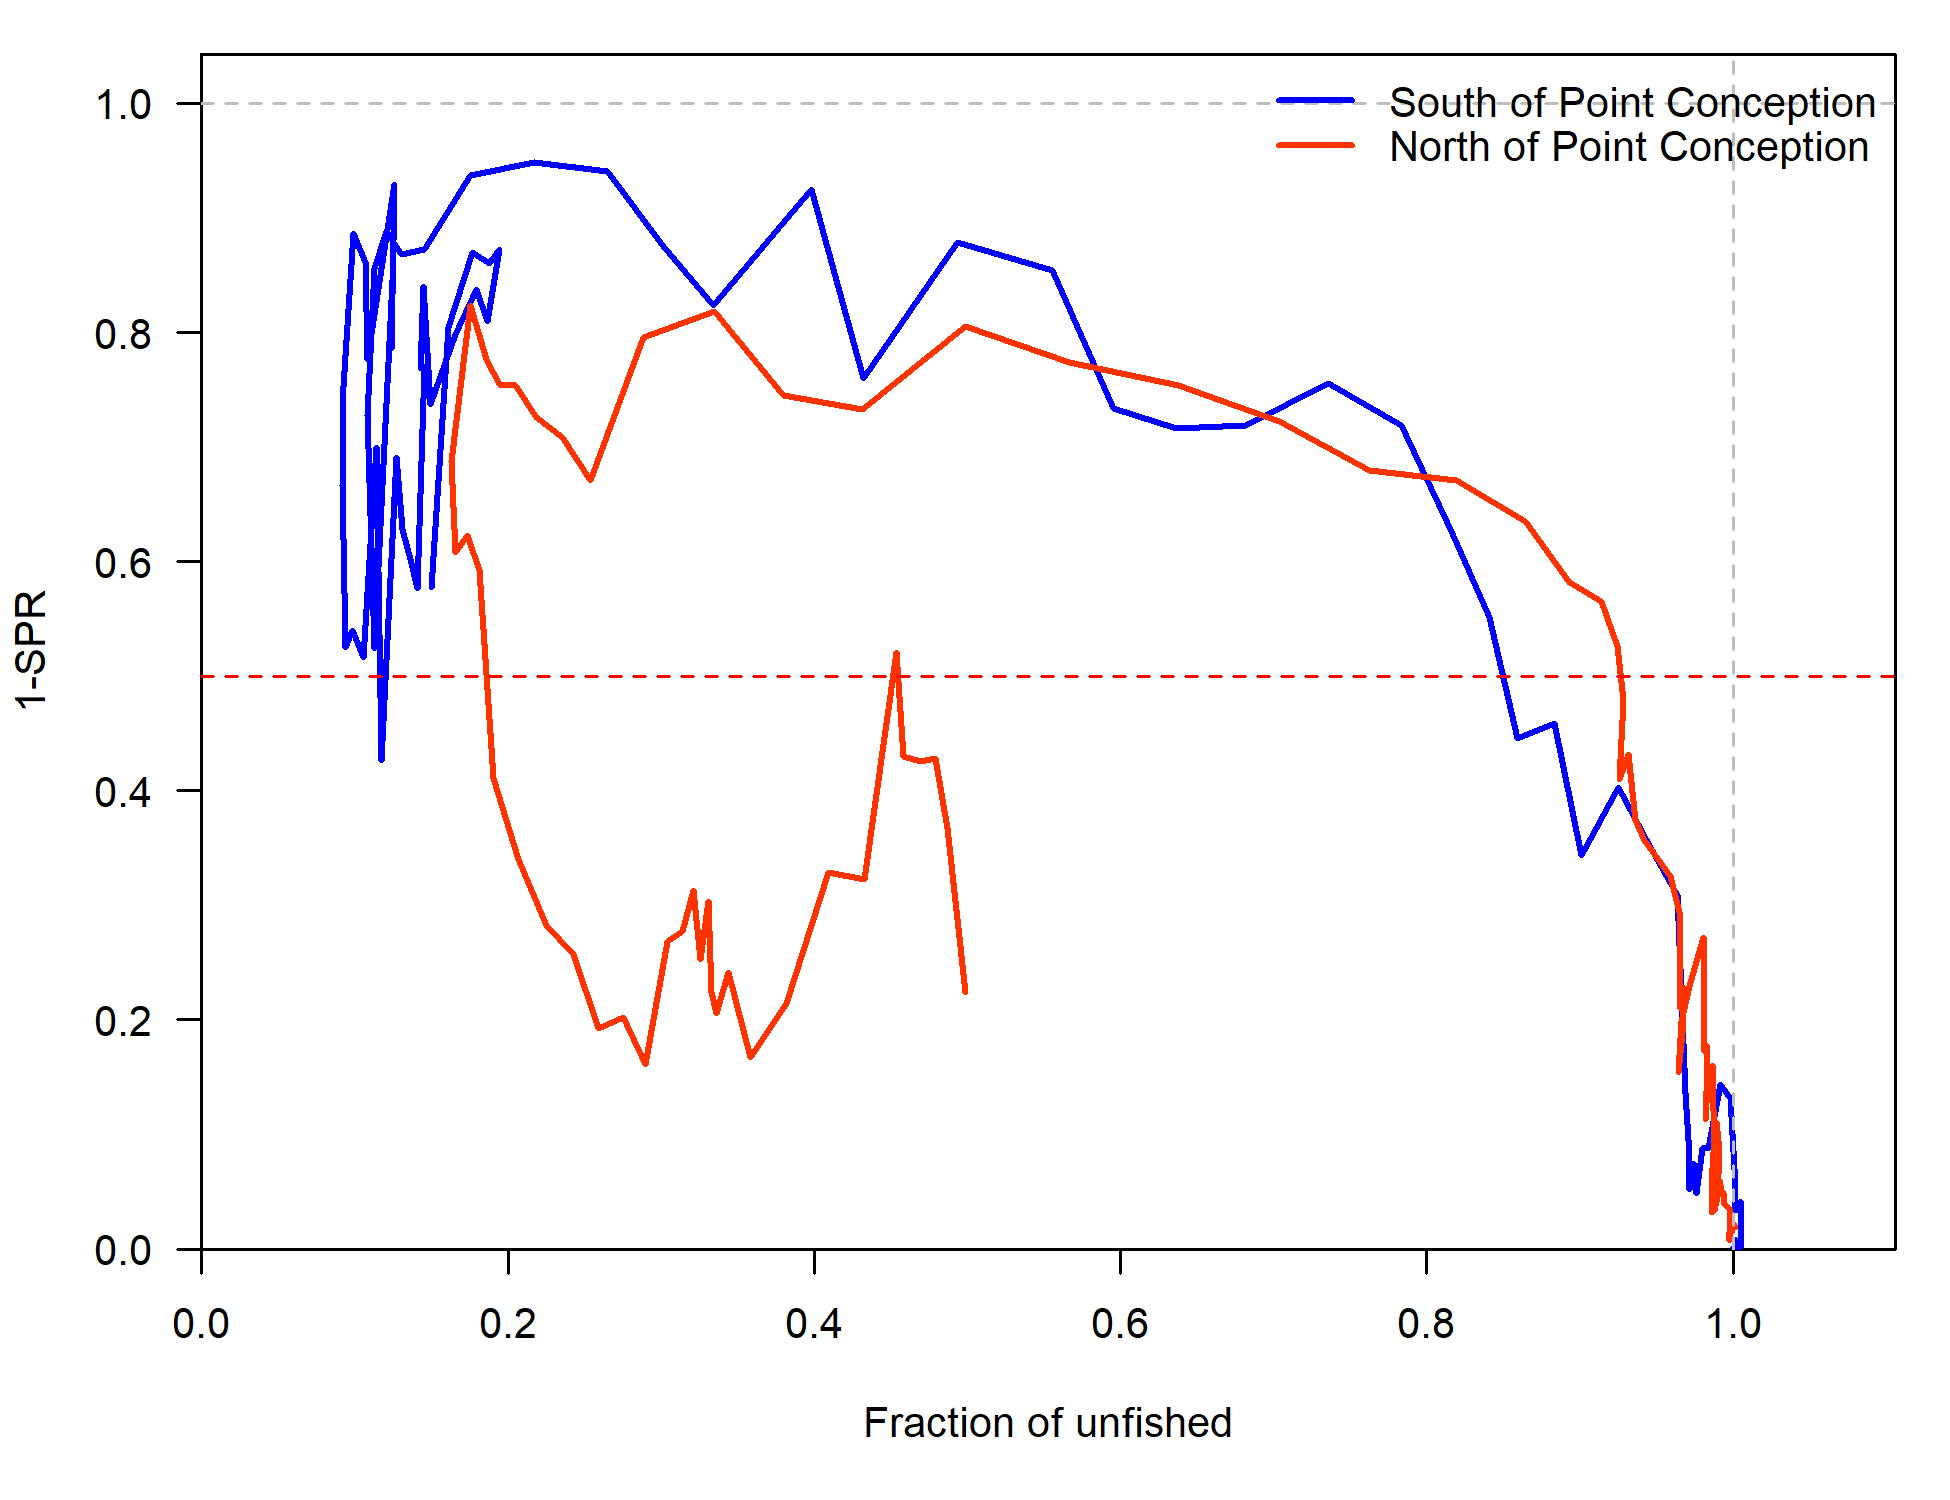 South of Point Conception
North of Point Conception
1.0
0.8
0.6
0.4
0.2
0.0
1-SPR
0.0 0.2 0.4 0.6 0.8 1.0
Fraction of unfished